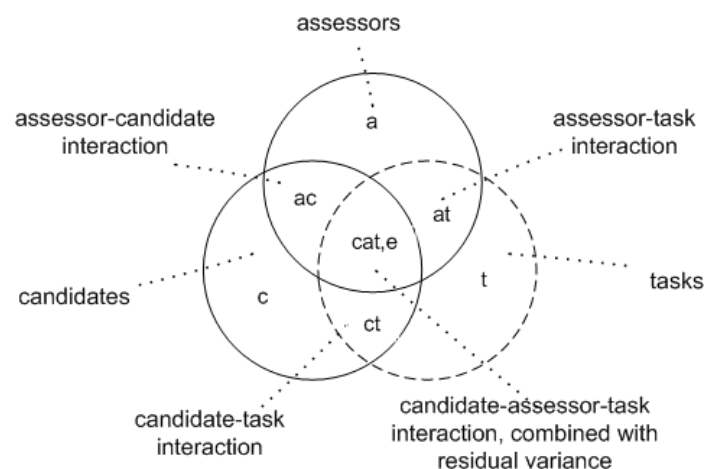 assessors
assessor-candidate
interaction
assessor-task
interaction
a
ac
at
cat,e
candidates
c
t
tasks
ct
candidate-task
interaction
candidate-assessor-task
interaction, combined with
residual variance